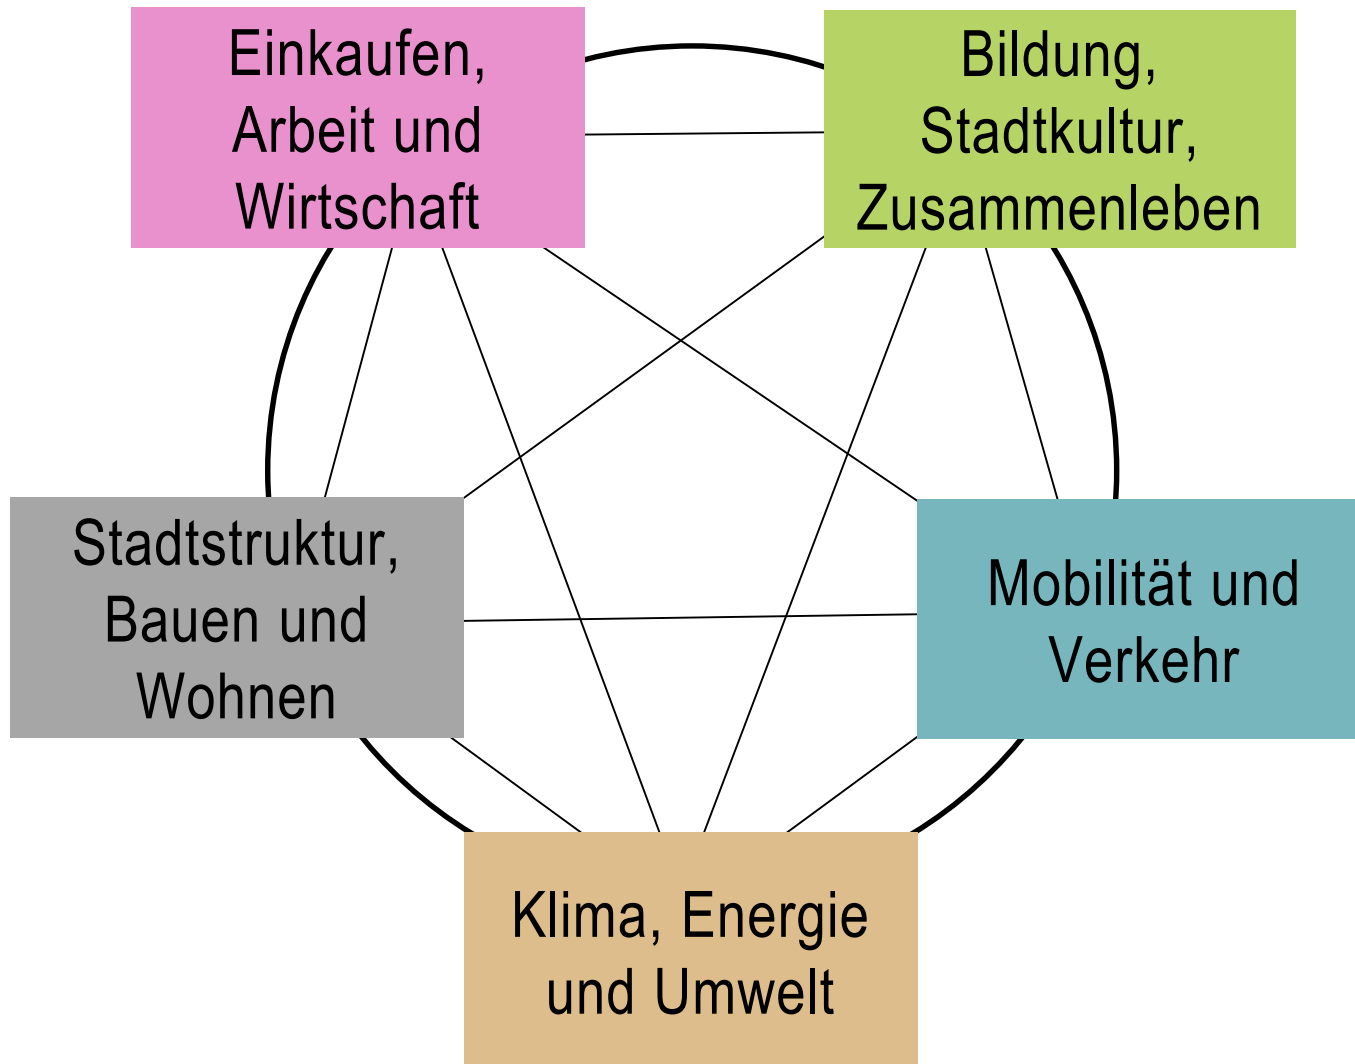 Einkaufen,
Arbeit und
Wirtschaft
Bildung,
Stadtkultur,
Zusammenleben
Stadtstruktur,
Bauen und
Wohnen
Mobilität und
Verkehr
Klima, Energie
und Umwelt